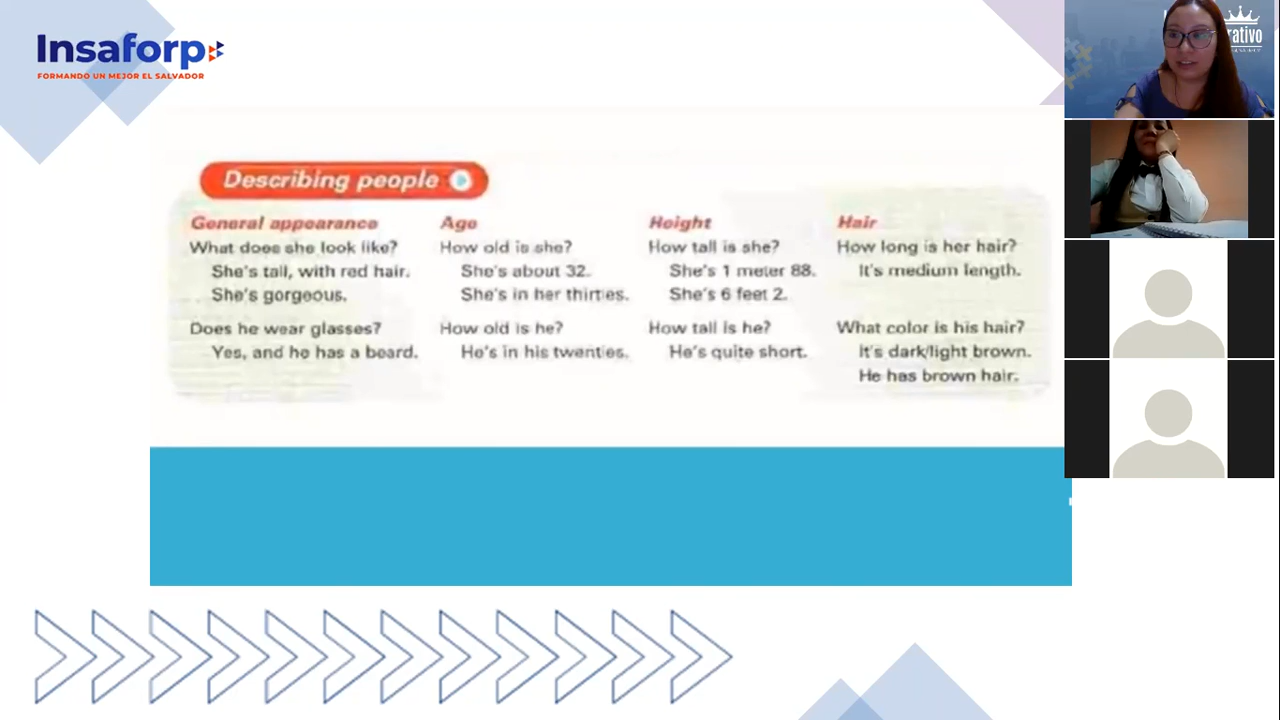 Insaforp
FORMANDO UN MEJOR EL SALVADOR
rativo
Describing people
General appearance
What does she look like?
She's tall, with red hair.
She's gorgeous.
Does he wear glasses?
Yes, and he has a beard.
Age
How old is she?
She's about 32.
She's in her thirties.
How old is he?
He's in his twenties.
Height
How tall is she?
She's 1 meter 88.
She's 6 feet 2.
How tall is he?
He's quite short.
Hair
How long is her hair?
It's medium length.
What color is his hair?
It's dark/light brown.
He has brown hair.